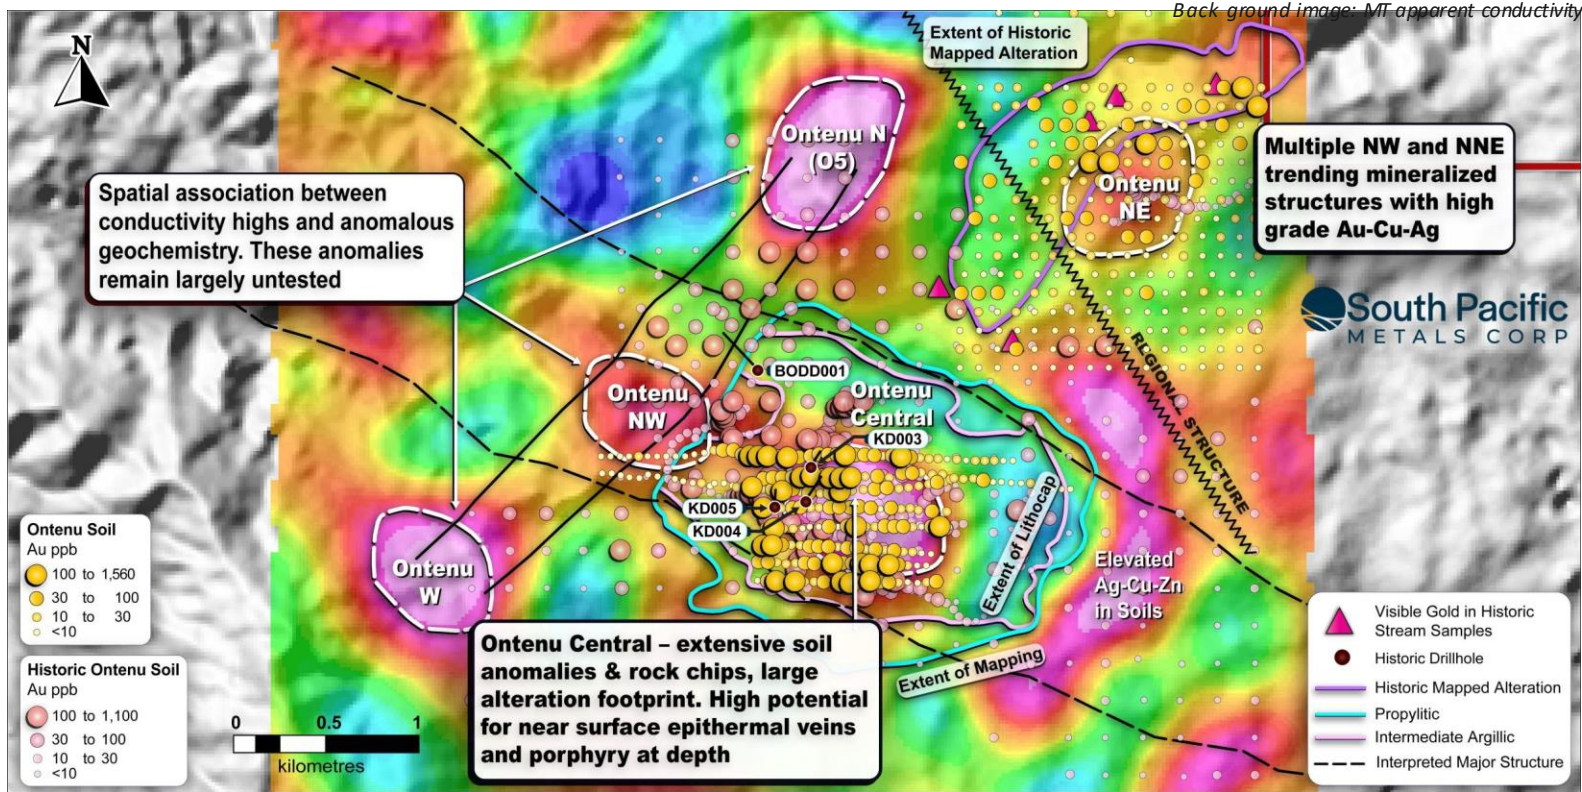 Back ground image: MT apparent conductivity
N
Extent of Historic
Mapped Alteration
Ontenu N
(O5)
Multiple NW and NNE
trending mineralized
structures with high
grade Au-Cu-Ag
Ontenu
NE
Spatial association between
conductivity highs and anomalous
geochemistry. These anomalies
remain largely untested
South Pacific
METALS CORP
REGIONAL STRUCTURE
BODD001
Ontenu
NW
Ontenu
Central
KD003
KD005
KD004
Extent of Lithocap
Elevated
Ag-Cu-Zn
in Soils
Ontenu
W
Ontenu Soil
Au ppb
100 to 1,560
30 to 100
10 to 30
<10
Historic Ontenu Soil
Au ppb
100 to 1,100
30 to 100
10 to 30
<10
0 0.5 1
kilometres
Ontenu Central – extensive soil
anomalies & rock chips, large
alteration footprint. High potential
for near surface epithermal veins
and porphyry at depth
Extent of Mapping
Visible Gold in Historic
Stream Samples
Historic Drillhole
Historic Mapped Alteration
Propylitic
Intermediate Argillic
Interpreted Major Structure